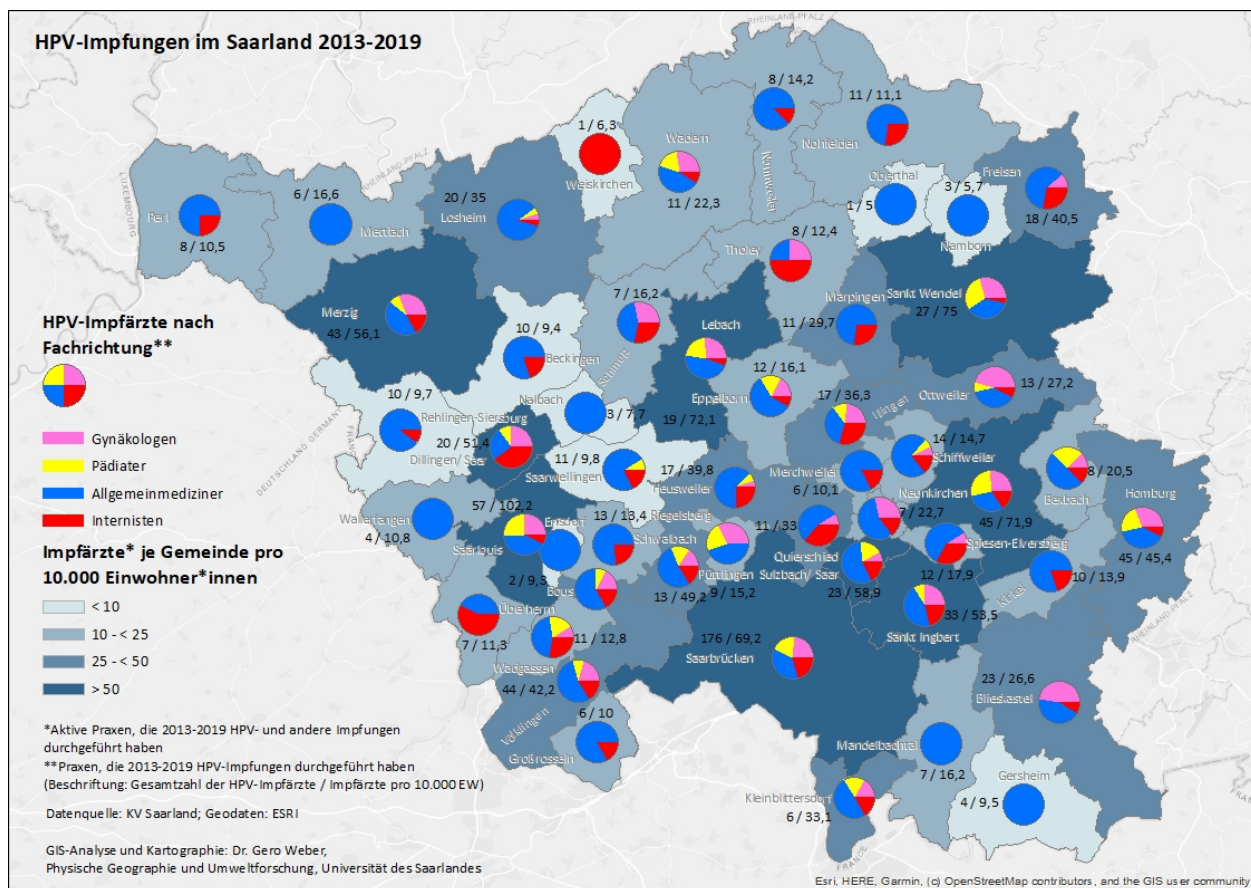 HPV-Impfungen im Saarland 2013-2019
RHEINLAND-PFALZ
8 / 14,2
11 / 11,1
1 / 6,3
Wadern
Nonnweiler
Nohfelden
RHEINLAND-PFALZ
Weiskirchen
Oberthal
Freisen
LUXEMBOURG
6 / 16,6
20 / 35
11 / 22,3
3 / 5,7
Perl
Mettlach
Losheim
1 / 5
Namborn
18 / 40,5
8 / 10,5
8 / 12,4
Tholey
Sankt Wendel
7 / 16,2
Marpingen
27 / 75
Merzig
43 / 56,1
10 / 9,4
Lebach
11 / 29,7
HPV-Impfärzte nach
Fachrichtung**
Beckingen
Schmelz
12 / 16,1
13 / 27,2
10 / 9,7
Nalbach
Eppelborn
17 / 36,3
Illingen
Ottweiler
Rehlingen-Siersburg
3 / 7,7
19 / 72,1
Gynäkologen
20 / 51,4
Dillingen/ Saar
14 / 14,7
Schiffweiler
Pädiater
11 / 9,8
Saarwellingen
17 / 39,8
Heusweiler
Merchweiler
8 / 20,5
Bexbach
Homburg
Allgemeinmediziner
6 / 10,1
Neunkirchen
Internisten
DEUTSCHLAND GERMANY
FRANCE
57 / 102,2
Wallerfangen
4 / 10,8
Ensdorf
13 / 13,4
Riegelsberg
11 / 33
7 / 22,7
45 / 71,9
Saarlouis
Schwalbach
Quierschied
Spiesen-Elversberg
45 / 45,4
Impfärzte* je Gemeinde pro
10.000 Einwohner*innen
Püttlingen
Sulzbach/ Saar
10 / 13,9
2 / 9,3
Bous
13 / 49,2
9 / 15,2
23 / 58,9
12 / 17,9
Kirkel
< 10
Überherrn
33 / 53,5
10 - < 25
7 / 11,3
11 / 12,8
176 / 69,2
Sankt Ingbert
RHEINLAND-PFALZ
25 - < 50
Wadgassen
Saarbrücken
> 50
44 / 42,2
23 / 26,6
Blieskastel
6 / 10
*Aktive Praxen, die 2013-2019 HPV- und andere Impfungen
durchgeführt haben
Völklingen
Großrosseln
Mandelbachtal
**Praxen, die 2013-2019 HPV-Impfungen durchgeführt haben
(Beschriftung: Gesamtzahl der HPV-Impfärzte / Impfärzte pro 10.000 EW)
7 / 16,2
Gersheim
Kleinblittersdorf
4 / 9,5
Datenquelle: KV Saarland; Geodaten: ESRI
6 / 33,1
GIS-Analyse und Kartographie: Dr. Gero Weber,
Physische Geographie und Umweltforschung, Universität des Saarlandes
FRANCE
FRANCE
Esri, HERE, Garmin, (c) OpenStreetMap contributors, and the GIS user community